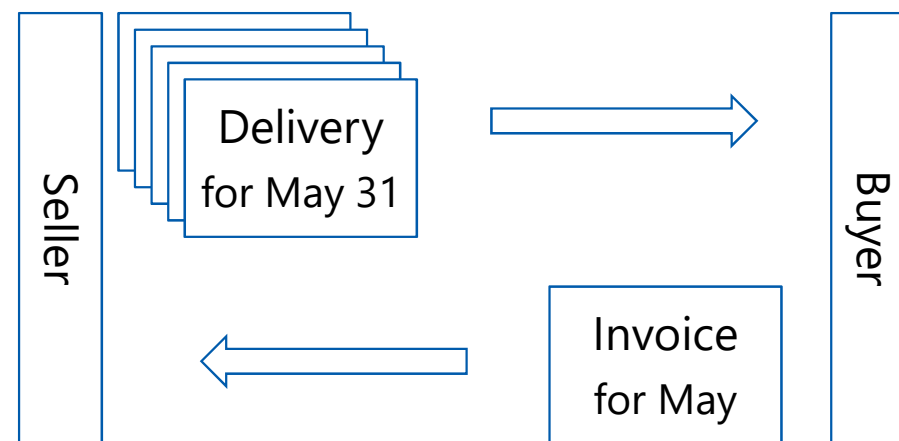 Seller
Delivery
for May 31
Buyer
Invoice
for May